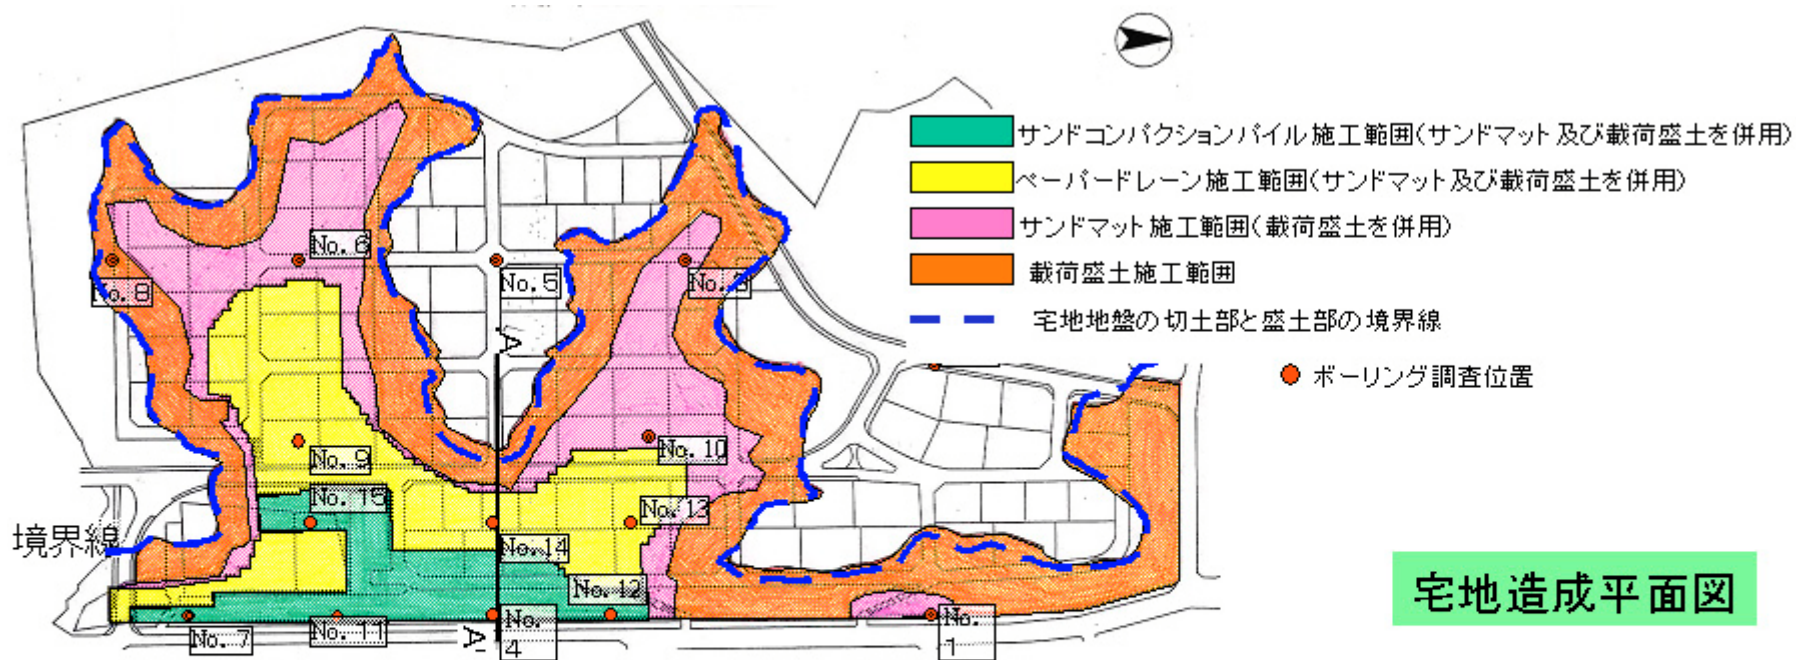 サンドコンパクションパイル施工範囲(サンドマット及び載荷盛土を併用)
ペーパードレーン施工範囲(サンドマット及び載荷盛土を併用)
サンドマット施工範囲(載荷盛土を併用)
載荷盛土施工範囲
宅地地盤の切土部と盛土部の境界線
ボーリング調査位置
No. 6
No. 8
No. 5
No. 3
A
No. 9
No. 10
No. 15
No. 13
境界線
No. 14
No. 12
No. 7
No. 11
A'
No. 4
No. 1
宅地造成平面図